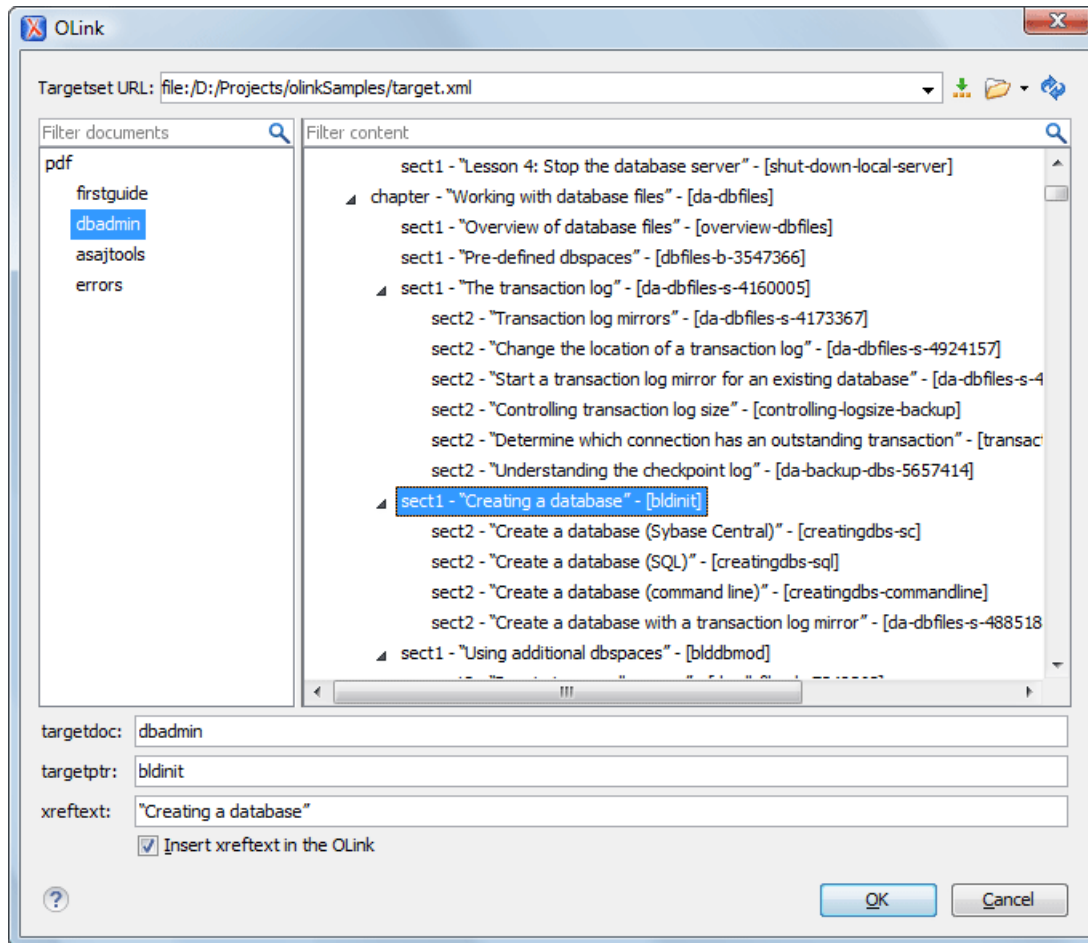 OLink
Targetset URL: file:/D:/Projects/olinkSamples/target.xml
Filter documents
Filter content
pdf
firstguide
dbadmin
asajtools
errors
sect1 - “Lesson 4: Stop the database server” - [shut-down-local-server]
chapter - “Working with database files” - [da-dbfiles]
sect1 - “Overview of database files” - [overview-dbfiles]
sect1 - “Pre-defined dbspaces” - [dbfiles-b-3547366]
sect1 - “The transaction log” - [da-dbfiles-s-4160005]
sect2 - “Transaction log mirrors” - [da-dbfiles-s-4173367]
sect2 - “Change the location of a transaction log” - [da-dbfiles-s-4924157]
sect2 - “Start a transaction log mirror for an existing database” - [da-dbfiles-s-4
sect2 - “Controlling transaction log size” - [controlling-logsize-backup]
sect2 - “Determine which connection has an outstanding transaction” - [transac
sect2 - “Understanding the checkpoint log” - [da-backup-dbs-5657414]
sect1 - “Creating a database” - [bldinit]
sect2 - “Create a database (Sybase Central)” - [creatingdbs-sc]
sect2 - “Create a database (SQL)” - [creatingdbs-sql]
sect2 - “Create a database (command line)” - [creatingdbs-commandline]
sect2 - “Create a database with a transaction log mirror” - [da-dbfiles-s-488518
sect1 - “Using additional dbspaces” - [blddbmod]
targetdoc: dbadmin
targetptr: bldinit
xreftext: “Creating a database”
Insert xreftext in the OLink
?
OK
Cancel